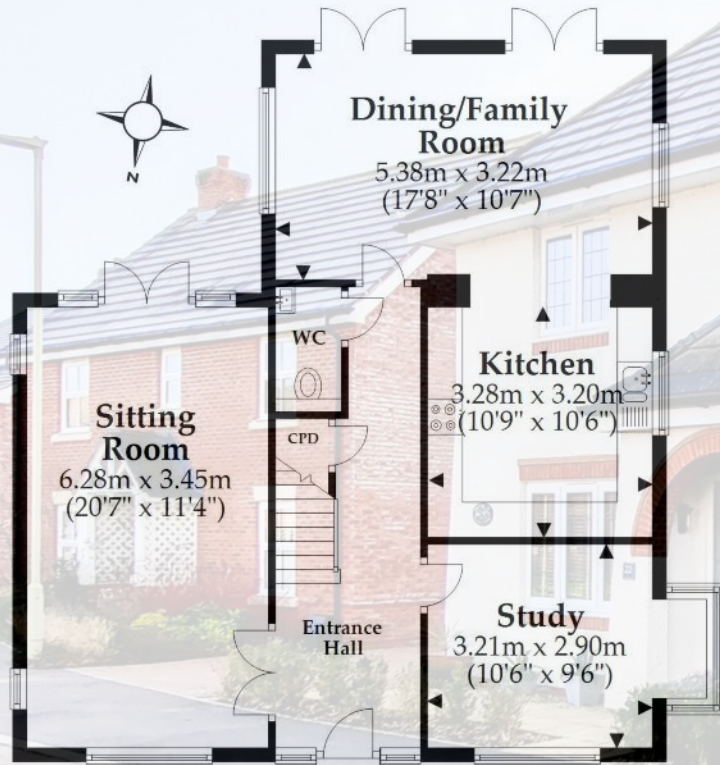 Dining/Family
Room
5.38m x 3.22m
(17'8" x 10'7")
N
WC
Kitchen
3.28m x 3.20m
(10'9" x 10'6")
Sitting
Room
6.28m x 3.45m
(20'7" x 11'4")
CPD
Entrance
Hall
Study
3.21m x 2.90m
(10'6" x 9'6")